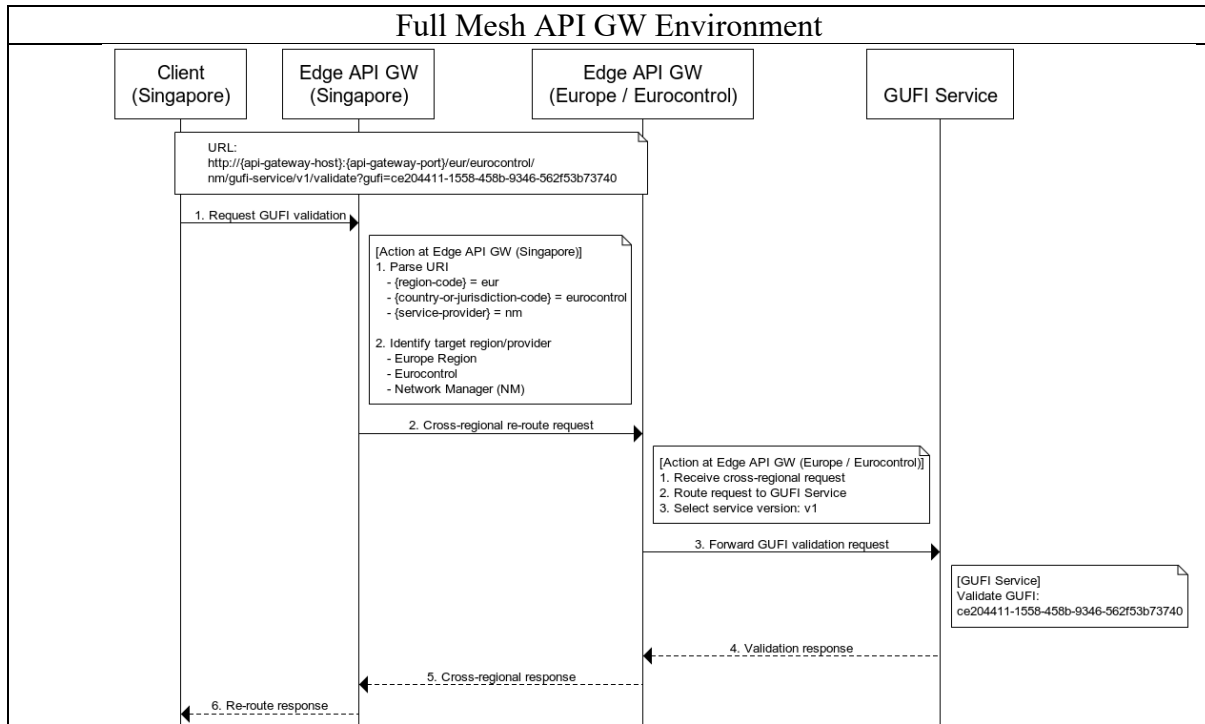 Full Mesh API GW Environment
Client
(Singapore)
Edge API GW
(Singapore)
Edge API GW
(Europe / Eurocontrol)
GUFI Service
URL:
http://{api-gateway-host}:{api-gateway-port}/eur/eurocontrol/
nm/gufi-service/v1/validate?gufi=ce204411-1558-458b-9346-562f53b73740
1. Request GUFI validation
[Action at Edge API GW (Singapore)]
1. Parse URI
- {region-code} = eur
- {country-or-jurisdiction-code} = eurocontrol
- {service-provider} = nm
2. Identify target region/provider
- Europe Region
- Eurocontrol
- Network Manager (NM)
2. Cross-regional re-route request
[Action at Edge API GW (Europe / Eurocontrol)]
1. Receive cross-regional request
2. Route request to GUFI Service
3. Select service version: v1
3. Forward GUFI validation request
[GUFI Service]
Validate GUFI:
ce204411-1558-458b-9346-562f53b73740
4. Validation response
5. Cross-regional response
6. Re-route response